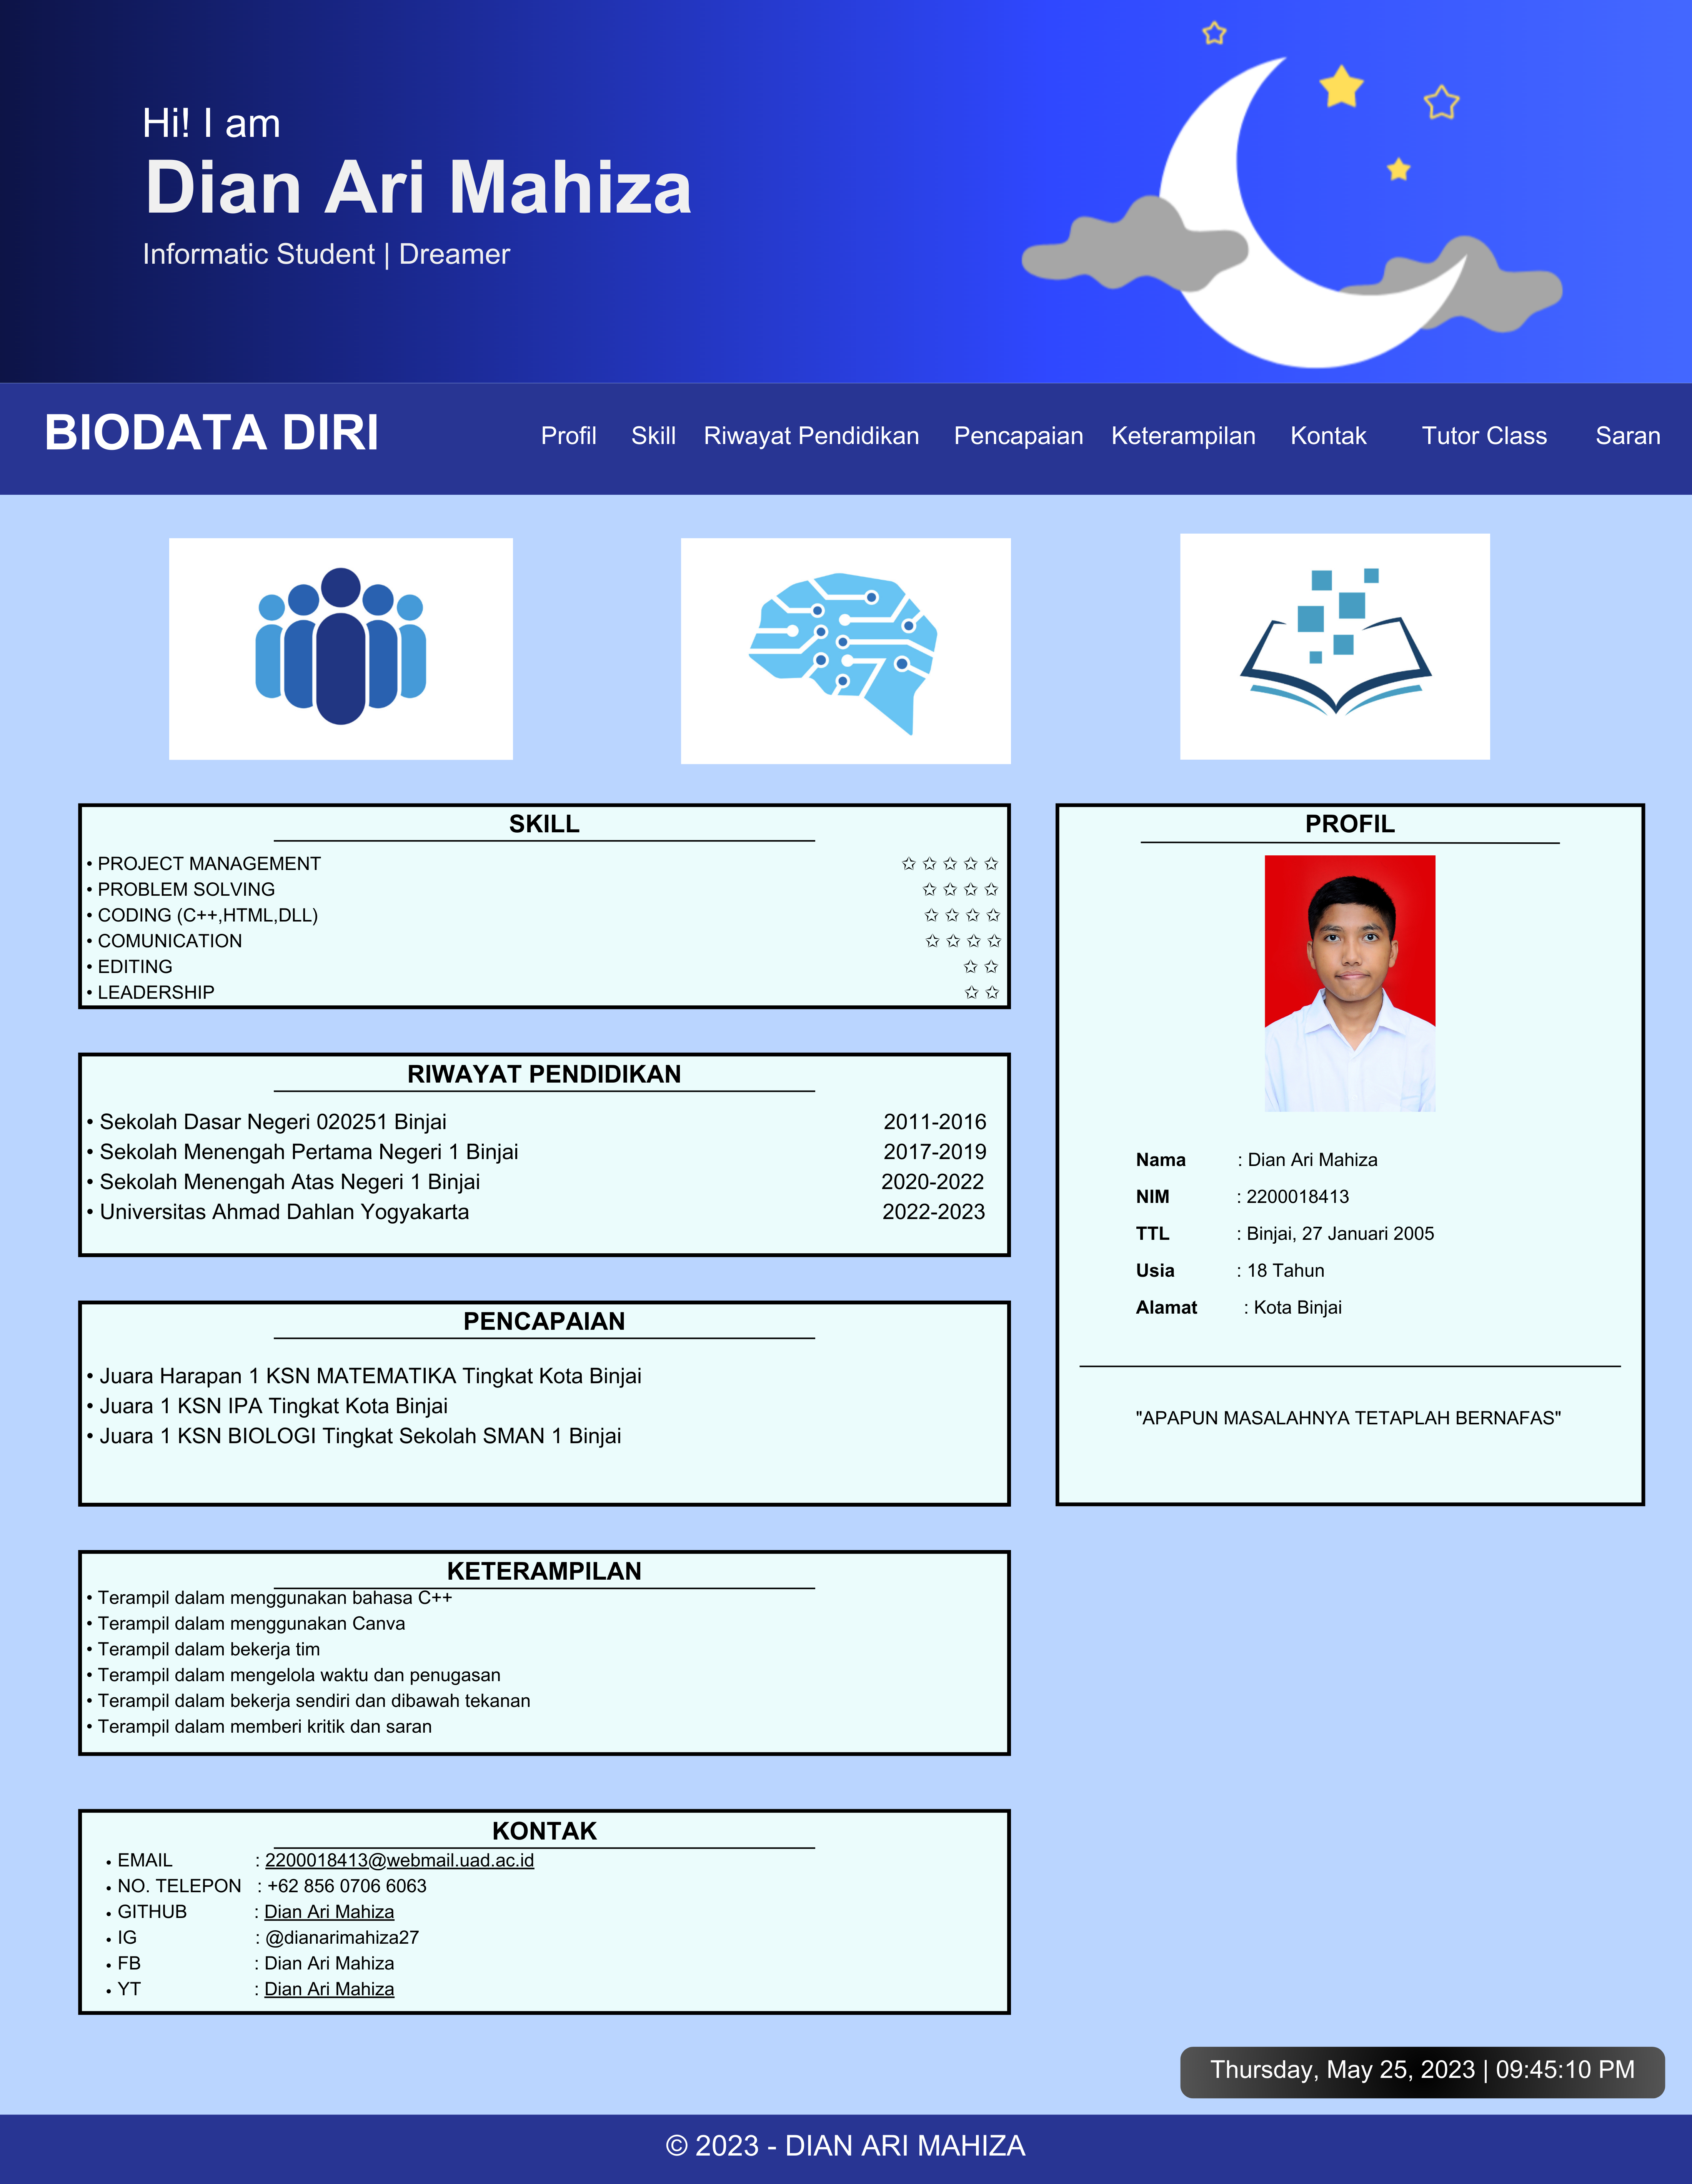 Hi! I am
Dian Ari Mahiza
Informatic Student | Dreamer
BIODATA DIRI Profil Skill Riwayat Pendidikan Pencapaian Keterampilan Kontak Tutor Class Saran
SKILL
• PROJECT MANAGEMENT ✩ ✩ ✩ ✩ ✩
• PROBLEM SOLVING ✩ ✩ ✩ ✩
• CODING (C++,HTML,DLL) ✩ ✩ ✩ ✩
• COMUNICATION ✩ ✩ ✩ ✩
• EDITING ✩ ✩
• LEADERSHIP ✩ ✩
RIWAYAT PENDIDIKAN
• Sekolah Dasar Negeri 020251 Binjai 2011-2016
• Sekolah Menengah Pertama Negeri 1 Binjai 2017-2019
• Sekolah Menengah Atas Negeri 1 Binjai 2020-2022
• Universitas Ahmad Dahlan Yogyakarta 2022-2023
PENCAPAIAN
• Juara Harapan 1 KSN MATEMATIKA Tingkat Kota Binjai
• Juara 1 KSN IPA Tingkat Kota Binjai
• Juara 1 KSN BIOLOGI Tingkat Sekolah SMAN 1 Binjai
KETERAMPILAN
• Terampil dalam menggunakan bahasa C++
• Terampil dalam menggunakan Canva
• Terampil dalam bekerja tim
• Terampil dalam mengelola waktu dan penugasan
• Terampil dalam bekerja sendiri dan dibawah tekanan
• Terampil dalam memberi kritik dan saran
KONTAK
• EMAIL : 2200018413@webmail.uad.ac.id
• NO. TELEPON : +62 856 0706 6063
• GITHUB : Dian Ari Mahiza
• IG : @dianarimahiza27
• FB : Dian Ari Mahiza
• YT : Dian Ari Mahiza
PROFIL
Nama : Dian Ari Mahiza
NIM : 2200018413
TTL : Binjai, 27 Januari 2005
Usia : 18 Tahun
Alamat : Kota Binjai
"APAPUN MASALAHNYA TETAPLAH BERNAFAS"
Thursday, May 25, 2023 | 09:45:10 PM
© 2023 - DIAN ARI MAHIZA